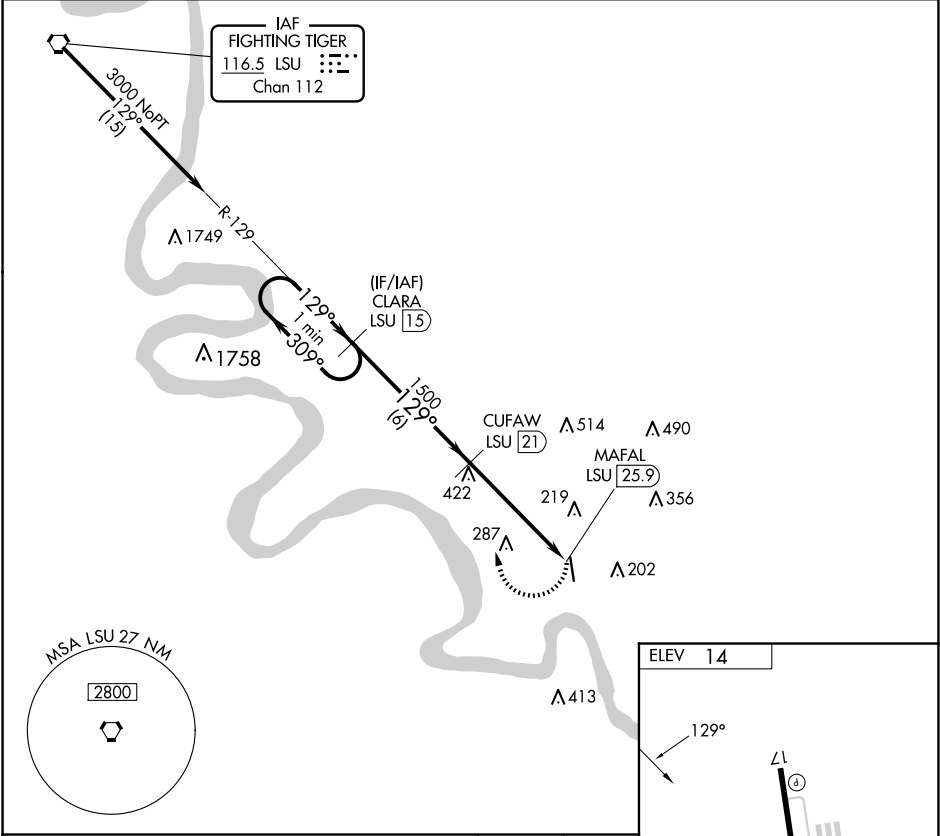 IAF
FIGHTING TIGER
116.5 LSU
Chan 112
3000 NoPT
129°
(15)
R-129
1749
(IF/IAF)
CLARA
LSU 15
129°
1 min
309°
1758
1500
129°
(6)
CUFAW
LSU 21
514
490
MAFAL
LSU 25.9
422
219
356
287
202
MSA LSU 27 NM
2800
413
ELEV 14
129°
17
P